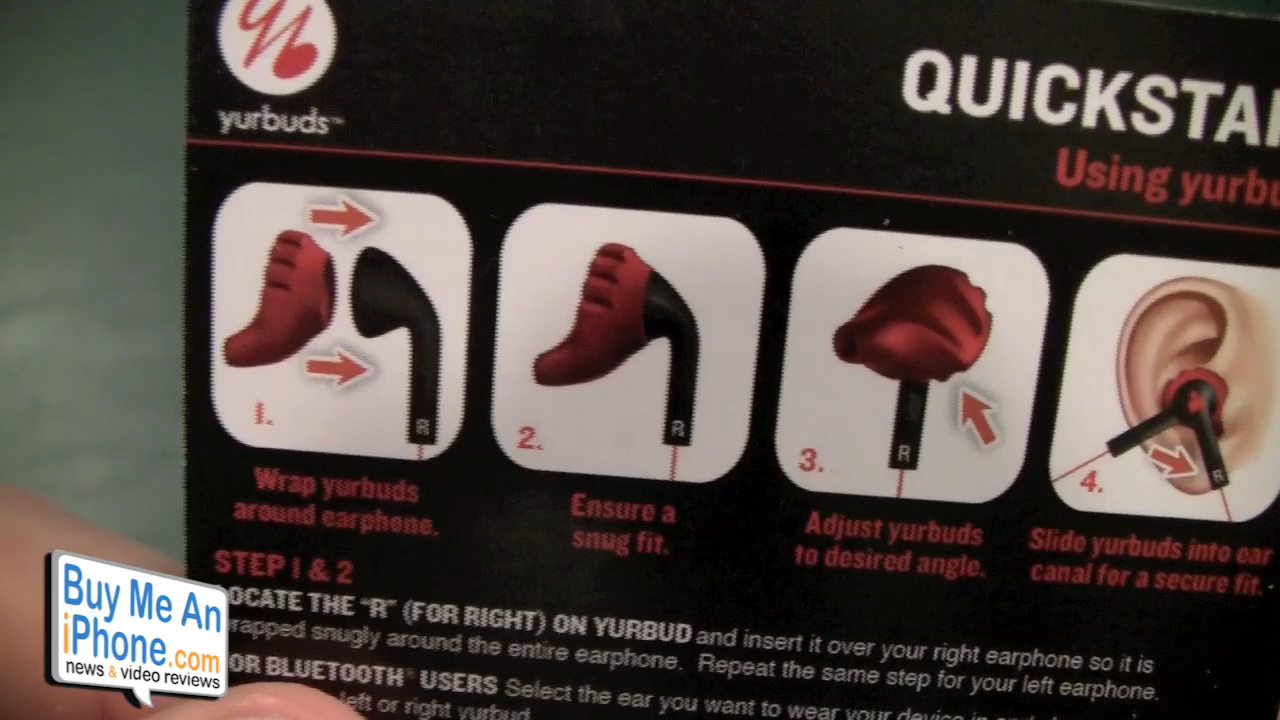 yurbuds™
QUICKSTA
Using yurbu
1.
R
2.
R
3.
R
4.
R
Wrap yurbuds
around earphone.
Ensure a
snug fit.
Adjust yurbuds
to desired angle.
Slide yurbuds into ear
canal for a secure fit.
STEP 1 & 2
OCATE THE "R" (FOR RIGHT) ON YURBUD and insert it over your right earphone so it is
rapped snugly around the entire earphone. Repeat the same step for your left earphone.
OR BLUETOOTH® USERS Select the ear you want to wear your device in and
left or right yurbud
Buy Me An
iPhone.com
news & video reviews